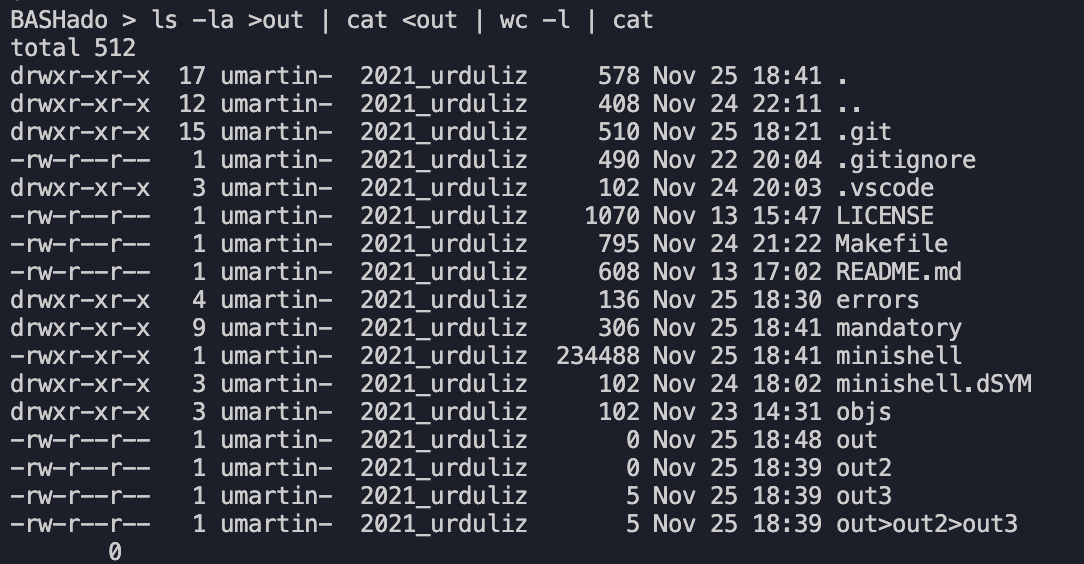 BASHado > ls -la >out | cat <out | wc -l | cat
total 512
drwxr-xr-x  17 umartin-  2021_urduliz     578 Nov 25 18:41 .
drwxr-xr-x  12 umartin-  2021_urduliz     408 Nov 24 22:11 ..
drwxr-xr-x  15 umartin-  2021_urduliz     510 Nov 25 18:21 .git
-rw-r--r--   1 umartin-  2021_urduliz     490 Nov 22 20:04 .gitignore
drwxr-xr-x   3 umartin-  2021_urduliz     102 Nov 24 20:03 .vscode
-rw-r--r--   1 umartin-  2021_urduliz    1070 Nov 13 15:47 LICENSE
-rw-r--r--   1 umartin-  2021_urduliz     795 Nov 24 21:22 Makefile
-rw-r--r--   1 umartin-  2021_urduliz     608 Nov 13 17:02 README.md
drwxr-xr-x   4 umartin-  2021_urduliz     136 Nov 25 18:30 errors
drwxr-xr-x   9 umartin-  2021_urduliz     306 Nov 25 18:41 mandatory
-rwxr-xr-x   1 umartin-  2021_urduliz  234488 Nov 25 18:41 minishell
drwxr-xr-x   3 umartin-  2021_urduliz     102 Nov 24 18:02 minishell.dSYM
drwxr-xr-x   3 umartin-  2021_urduliz     102 Nov 23 14:31 objs
-rw-r--r--   1 umartin-  2021_urduliz       0 Nov 25 18:48 out
-rw-r--r--   1 umartin-  2021_urduliz       0 Nov 25 18:39 out2
-rw-r--r--   1 umartin-  2021_urduliz       5 Nov 25 18:39 out3
-rw-r--r--   1 umartin-  2021_urduliz       5 Nov 25 18:39 out>out2>out3
       0